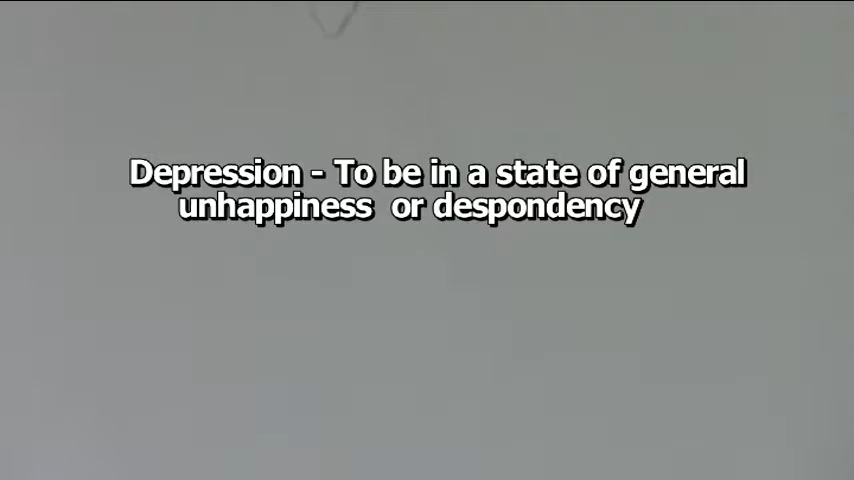 Depression - To be in a state of general
unhappiness or despondency